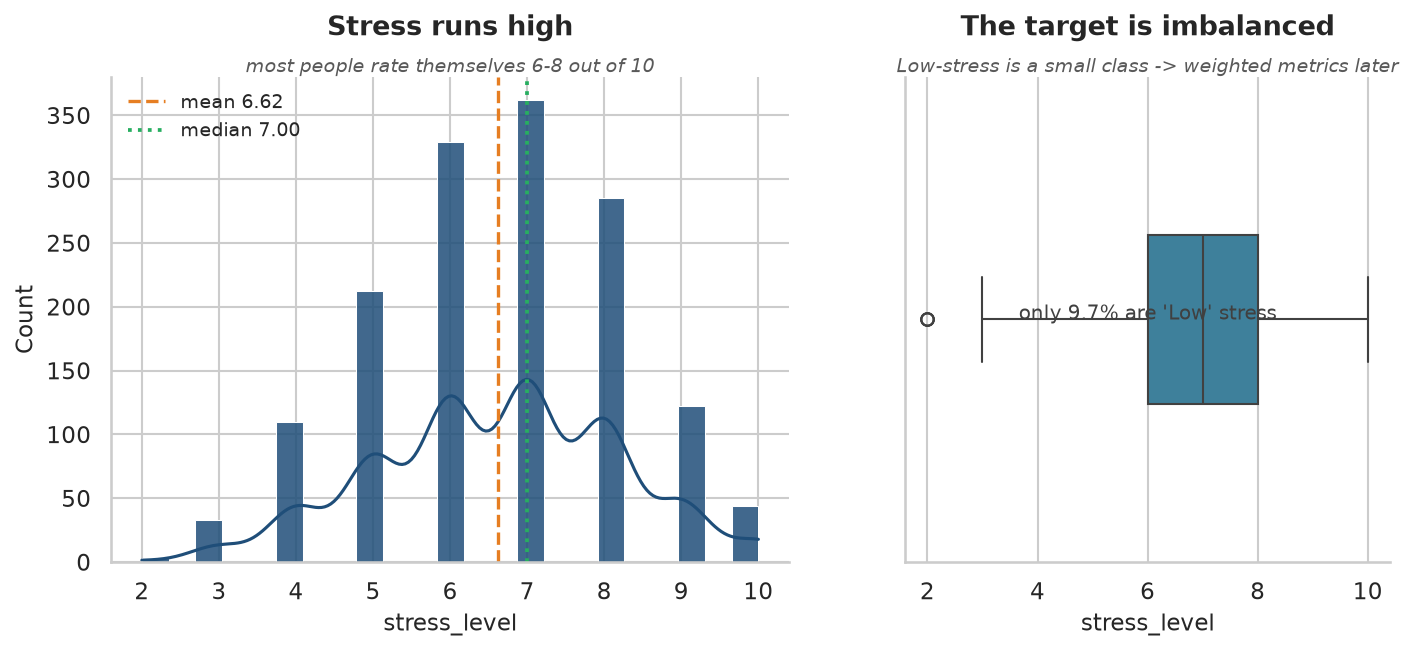 Stress runs high
most people rate themselves 6-8 out of 10
mean 6.62
median 7.00
350
300
250
200
150
100
50
0
Count
2 3 4 5 6 7 8 9 10
stress_level
The target is imbalanced
Low-stress is a small class -> weighted metrics later
only 9.7% are 'Low' stress
2 4 6 8 10
stress_level